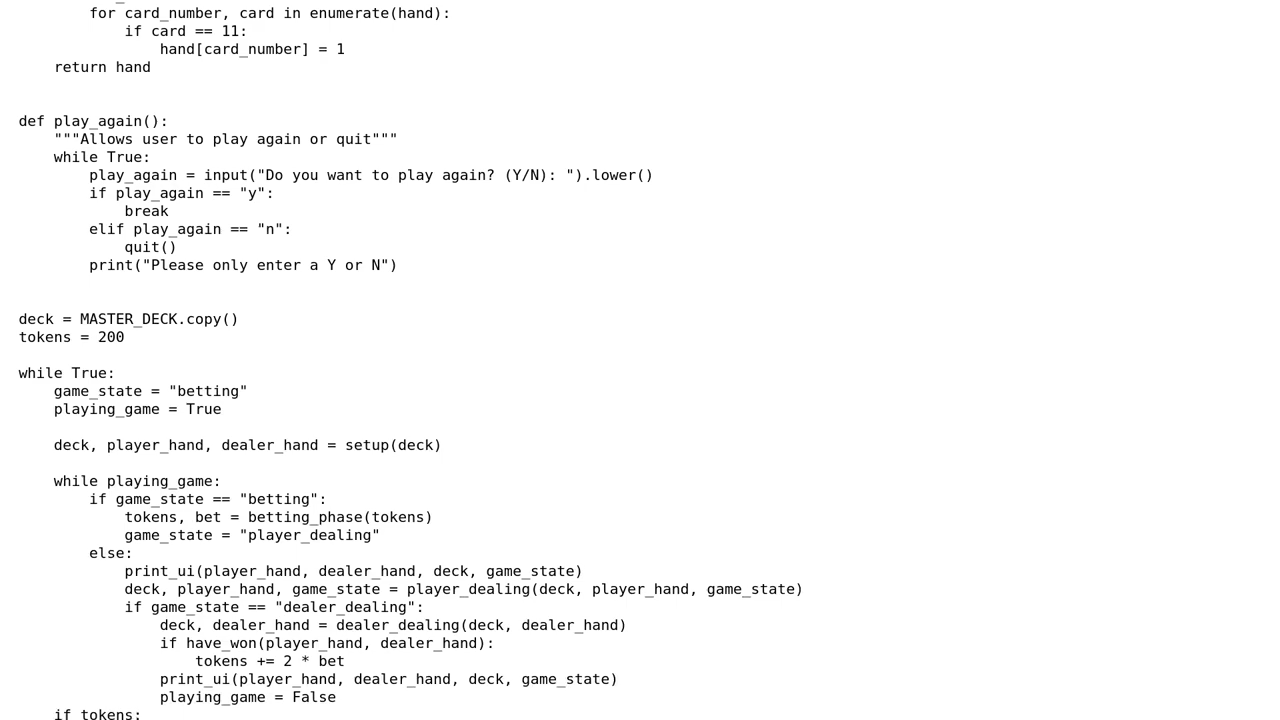 for card_number, card in enumerate(hand):
if card == 11:
hand[card_number] = 1
return hand
def play_again():
"""Allows user to play again or quit"""
while True:
play_again = input("Do you want to play again? (Y/N): ").lower()
if play_again == "y":
break
elif play_again == "n":
quit()
print("Please only enter a Y or N")
deck = MASTER_DECK.copy()
tokens = 200
while True:
game_state = "betting"
playing_game = True
deck, player_hand, dealer_hand = setup(deck)
while playing_game:
if game_state == "betting":
tokens, bet = betting_phase(tokens)
game_state = "player_dealing"
else:
print_ui(player_hand, dealer_hand, deck, game_state)
deck, player_hand, game_state = player_dealing(deck, player_hand, game_state)
if game_state == "dealer_dealing":
deck, dealer_hand = dealer_dealing(deck, dealer_hand)
if have_won(player_hand, dealer_hand):
tokens += 2 * bet
print_ui(player_hand, dealer_hand, deck, game_state)
playing_game = False
if tokens: